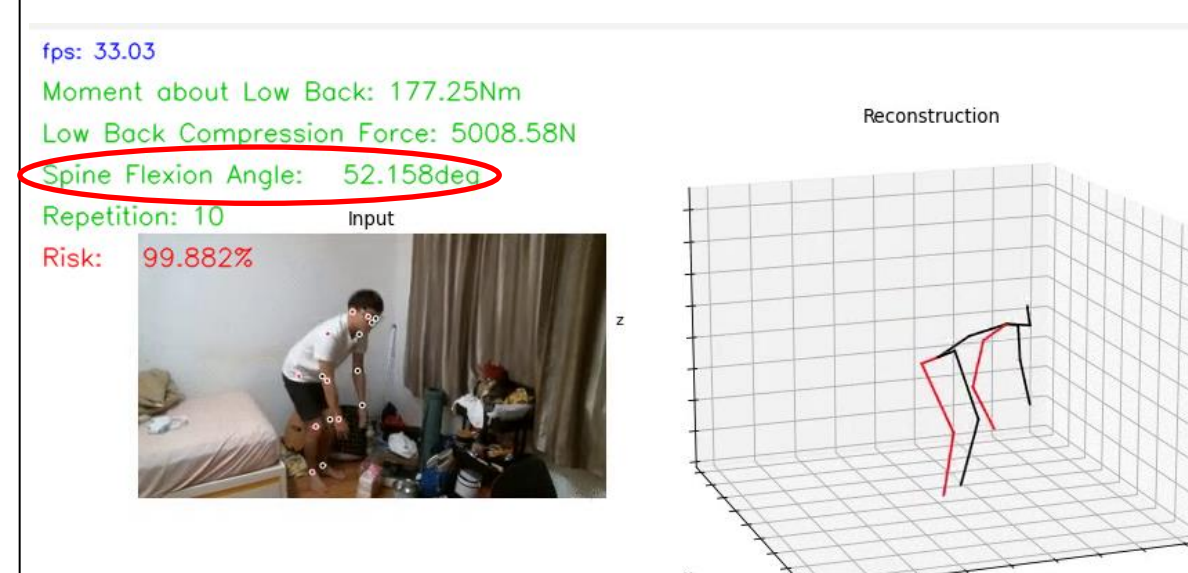 fps: 33.03
Moment about Low Back: 177.25Nm
Low Back Compression Force: 5008.58N
Spine Flexion Angle: 52.158deg
Repetition: 10
Input
Risk: 99.882%
Reconstruction
z